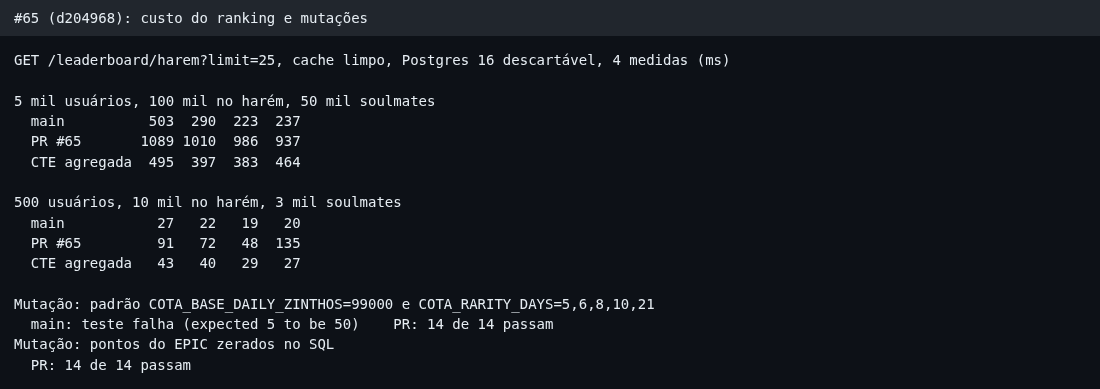 #65 (d204968): custo do ranking e mutações
GET /leaderboard/harem?limit=25, cache limpo, Postgres 16 descartável, 4 medidas (ms)
5 mil usuários, 100 mil no harém, 50 mil soulmates
main 503 290 223 237
PR #65 1089 1010 986 937
CTE agregada 495 397 383 464
500 usuários, 10 mil no harém, 3 mil soulmates
main 27 22 19 20
PR #65 91 72 48 135
CTE agregada 43 40 29 27
Mutação: padrão COTA_BASE_DAILY_ZINTHOS=99000 e COTA_RARITY_DAYS=5,6,8,10,21
main: teste falha (expected 5 to be 50) PR: 14 de 14 passam
Mutação: pontos do EPIC zerados no SQL
PR: 14 de 14 passam